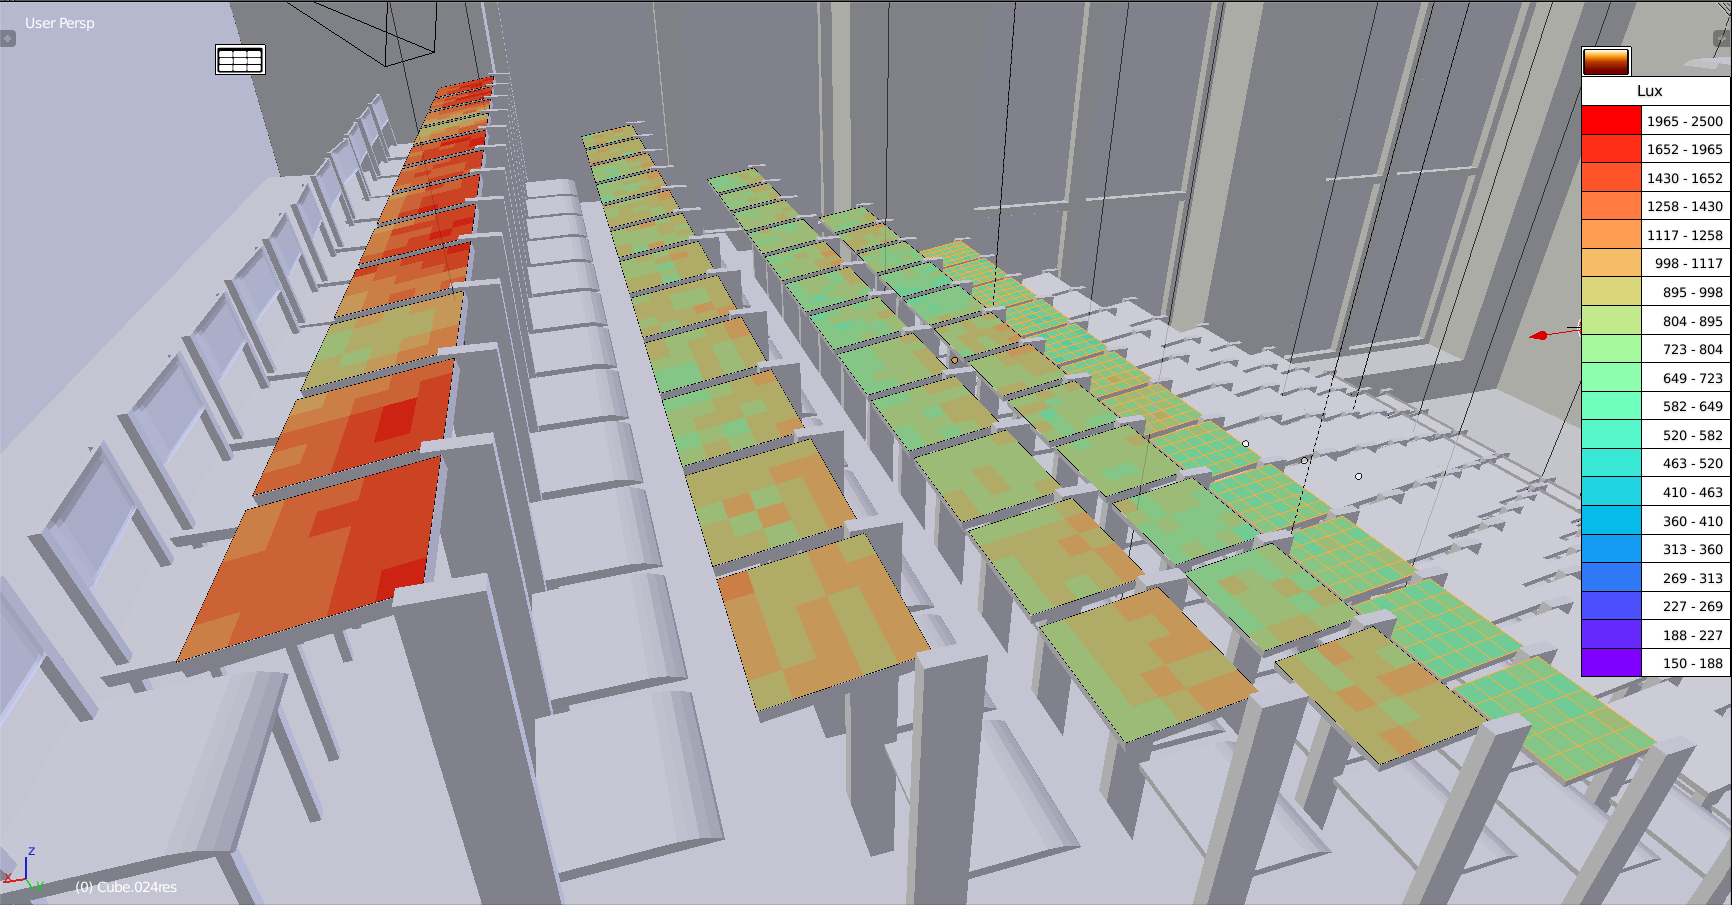 User Persp
Lux
1965 - 2500
1652 - 1965
1430 - 1652
1258 - 1430
1117 - 1258
998 - 1117
895 - 998
804 - 895
723 - 804
649 - 723
582 - 649
520 - 582
463 - 520
410 - 463
360 - 410
313 - 360
269 - 313
227 - 269
188 - 227
150 - 188
z
x
y
(0) Cube.024res